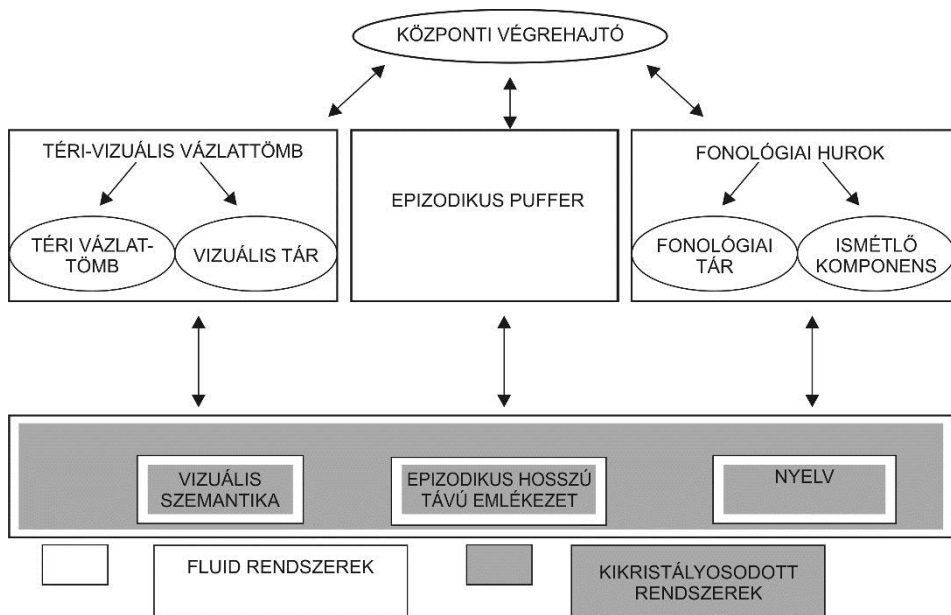 KÖZPONTI VÉGREHAJTÓ
TÉRI-VIZUÁLIS VÁZLATTÖMB
TÉRI VÁZLAT-
TÖMB
VIZUÁLIS TÁR
EPIZODIKUS PUFFER
FONOLÓGIAI HUROK
FONOLÓGIAI
TÁR
ISMÉTLŐ
KOMPONENS
VIZUÁLIS
SZEMANTIKA
EPIZODIKUS HOSSZÚ
TÁVÚ EMLÉKEZET
NYELV
FLUID RENDSZEREK
KIKRISTÁLYOSODOTT
RENDSZEREK